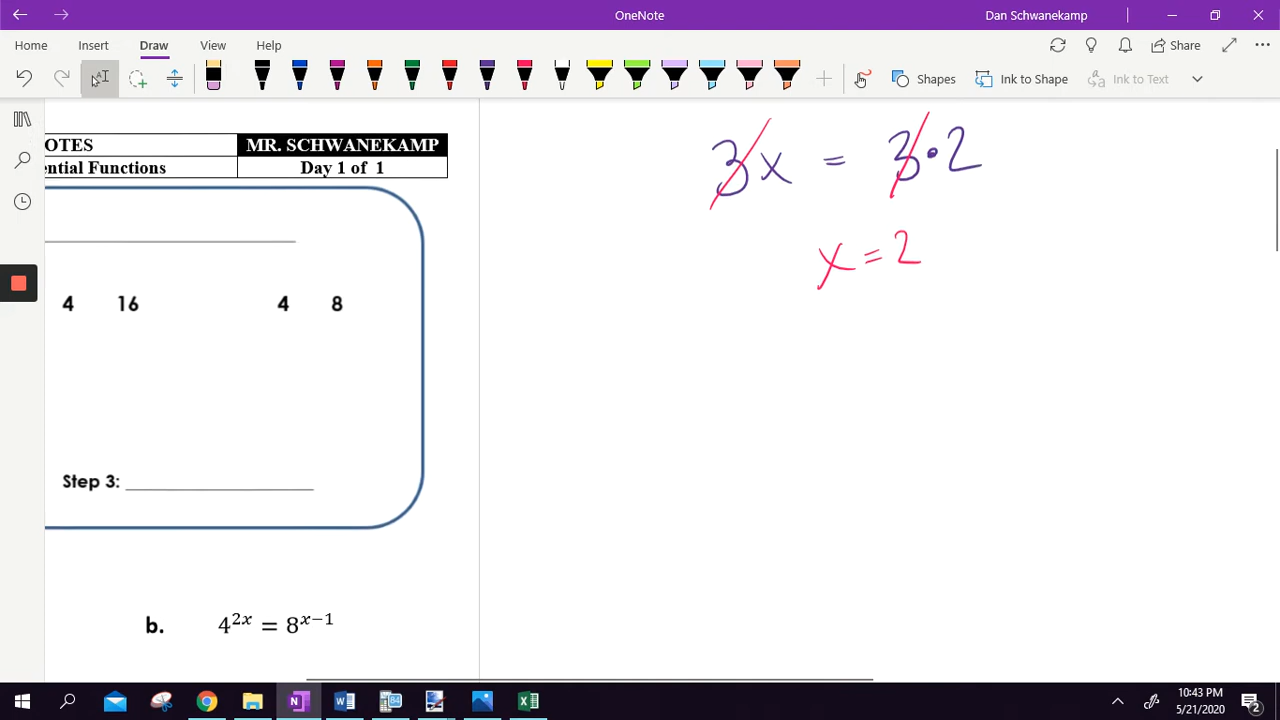 OneNote
Dan Schwanekamp
Home Insert Draw View Help
Share
Shapes
Ink to Shape
Ink to Text
OTES
MR. SCHWANEKAMP
ential Functions
Day 1 of 1
3x = 3•2
x = 2
4 16 4 8
Step 3: ____________________
b. 4^{2x} = 8^{x−1}
10:43 PM
5/21/2020
2